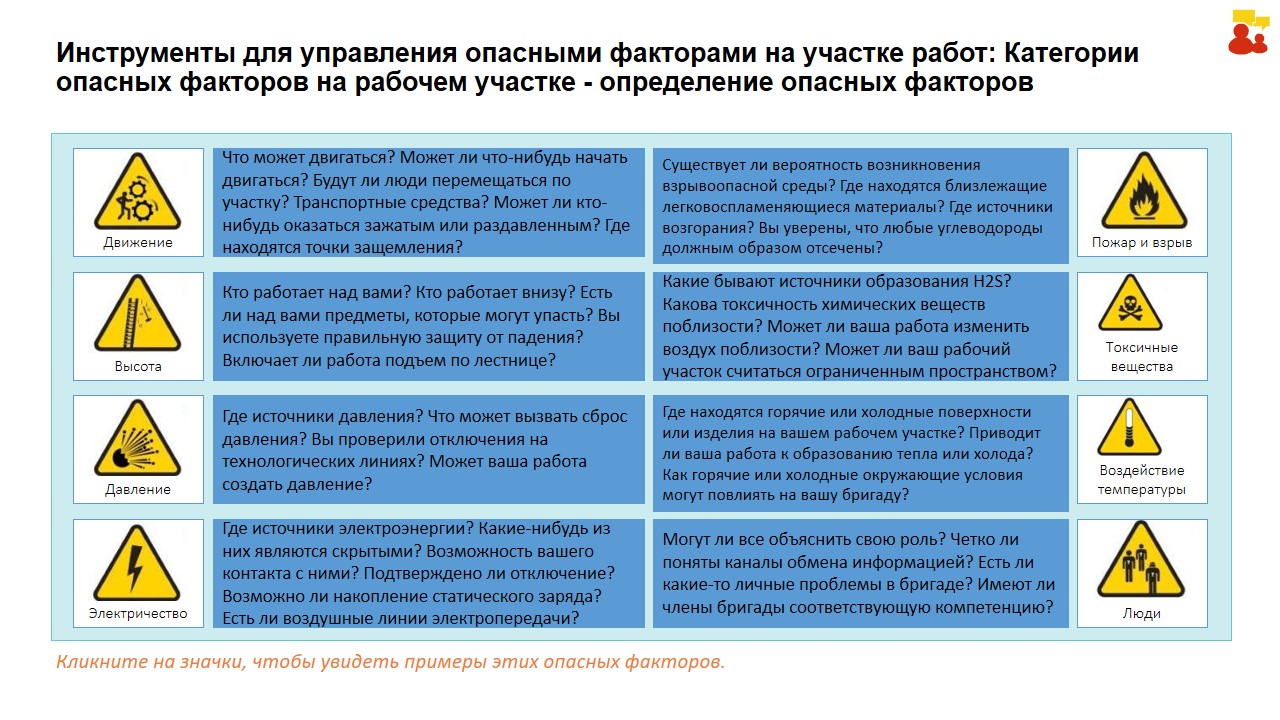 Инструменты для управления опасными факторами на участке работ: Категории
опасных факторов на рабочем участке - определение опасных факторов
Движение
Что может двигаться? Может ли что-нибудь начать
двигаться? Будут ли люди перемещаться по
участку? Транспортные средства? Может ли кто-
нибудь оказаться зажатым или раздавленным? Где
находятся точки защемления?
Существует ли вероятность возникновения
взрывоопасной среды? Где находятся близлежащие
легковоспламеняющиеся материалы? Где источники
возгорания? Вы уверены, что любые углеводороды
должным образом отсечены?
Пожар и взрыв
Высота
Кто работает над вами? Кто работает внизу? Есть
ли над вами предметы, которые могут упасть? Вы
используете правильную защиту от падения?
Включает ли работа подъем по лестнице?
Какие бывают источники образования H2S?
Какова токсичность химических веществ
поблизости? Может ли ваша работа изменить
воздух поблизости? Может ли ваш рабочий
участок считаться ограниченным пространством?
Токсичные
вещества
Давление
Где источники давления? Что может вызвать сброс
давления? Вы проверили отключения на
технологических линиях? Может ваша работа
создать давление?
Где находятся горячие или холодные поверхности
или изделия на вашем рабочем участке? Приводит
ли ваша работа к образованию тепла или холода?
Как горячие или холодные окружающие условия
могут повлиять на вашу бригаду?
Воздействие
температуры
Электричество
Где источники электроэнергии? Какие-нибудь из
них являются скрытыми? Возможность вашего
контакта с ними? Подтверждено ли отключение?
Возможно ли накопление статического заряда?
Есть ли воздушные линии электропередачи?
Могут ли все объяснить свою роль? Четко ли
поняты каналы обмена информацией? Есть ли
какие-то личные проблемы в бригаде? Имеют ли
члены бригады соответствующую компетенцию?
Люди
Кликните на значки, чтобы увидеть примеры этих опасных факторов.